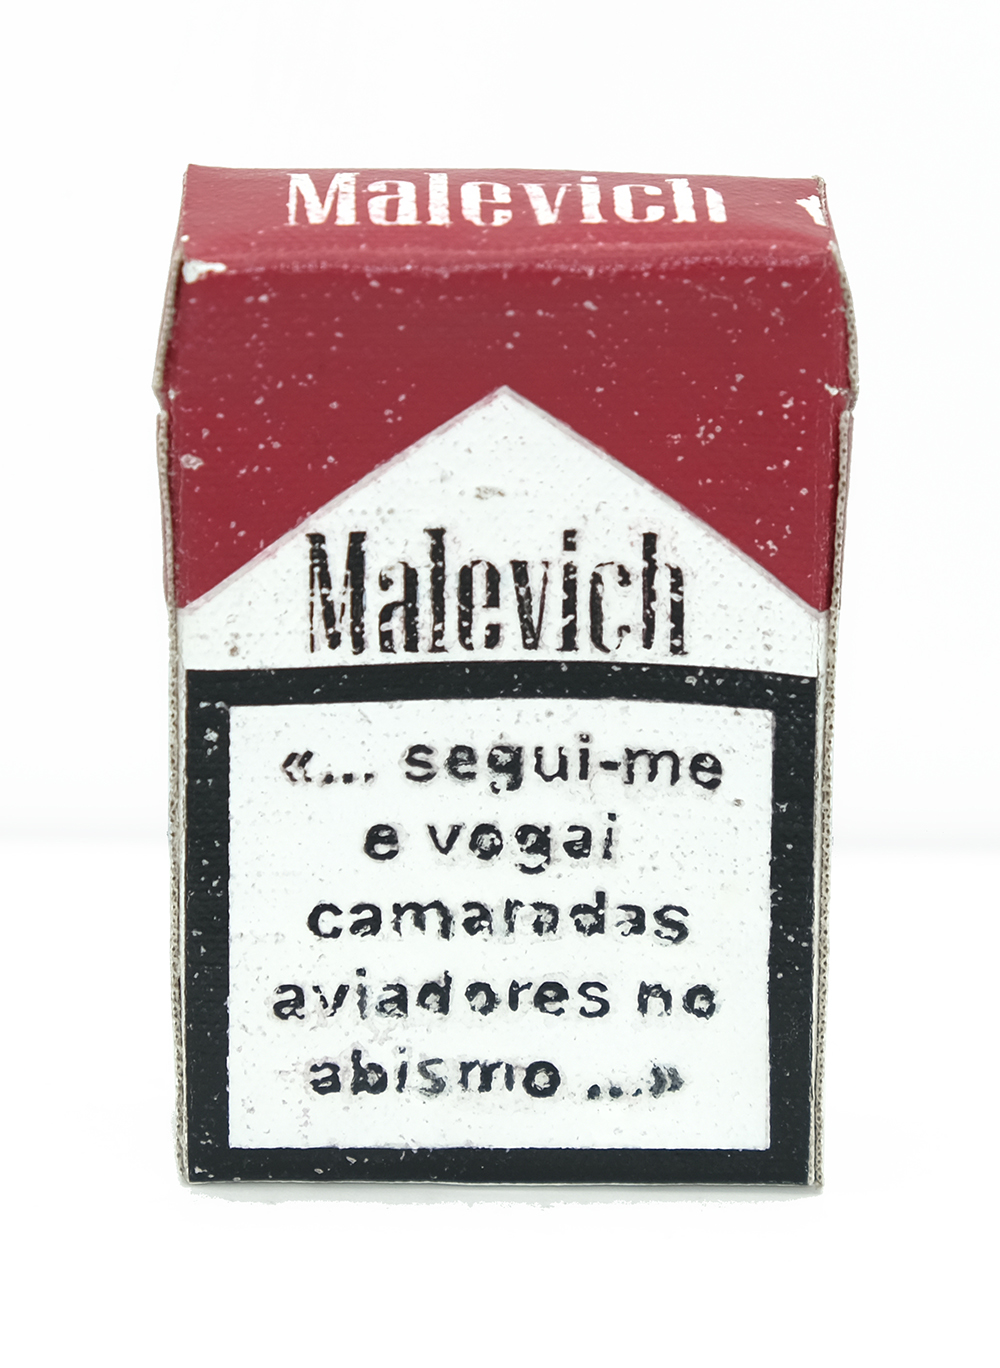 Malevich
Malevich
«... segui-me
e vogai
camaradas
aviadores no
abismo ...»